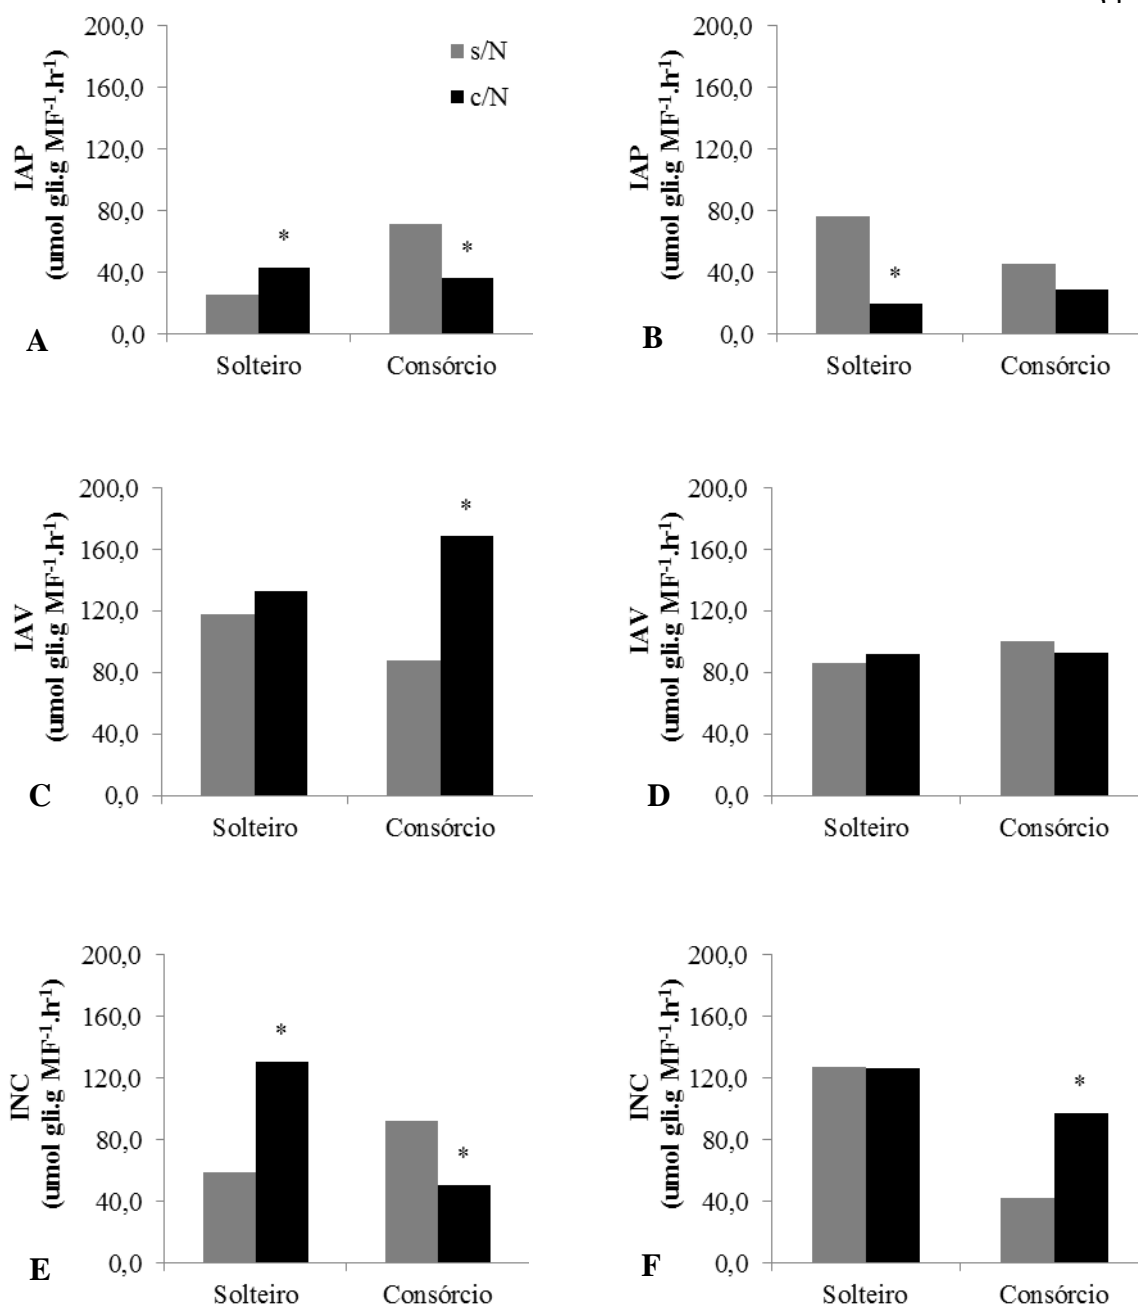 200,0
160,0
120,0
80,0
40,0
0,0
IAP
(umol gli.g MF⁻¹.h⁻¹)
s/N
c/N
*
*
Solteiro
Consórcio
A
200,0
160,0
120,0
80,0
40,0
0,0
IAP
(umol gli.g MF⁻¹.h⁻¹)
*
Solteiro
Consórcio
B
200,0
160,0
120,0
80,0
40,0
0,0
IAV
(umol gli.g MF⁻¹.h⁻¹)
*
Solteiro
Consórcio
C
200,0
160,0
120,0
80,0
40,0
0,0
IAV
(umol gli.g MF⁻¹.h⁻¹)
Solteiro
Consórcio
D
200,0
160,0
120,0
80,0
40,0
0,0
INC
(umol gli.g MF⁻¹.h⁻¹)
*
*
Solteiro
Consórcio
E
200,0
160,0
120,0
80,0
40,0
0,0
INC
(umol gli.g MF⁻¹.h⁻¹)
*
Solteiro
Consórcio
F